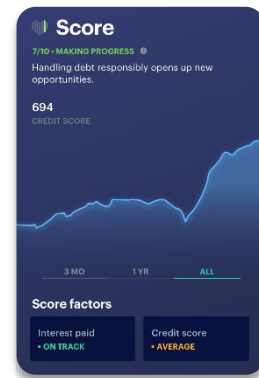 Score
7/10 • MAKING PROGRESS
Handling debt responsibly opens up new
opportunities.
694
CREDIT SCORE
3 MO 1 YR ALL
Score factors
Interest paid Credit score
• ON TRACK • AVERAGE